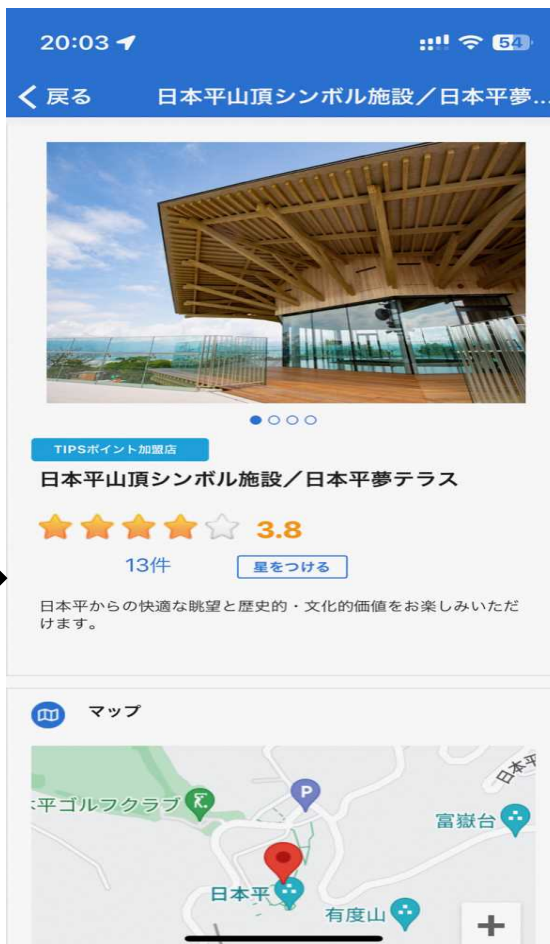 20:03
54
戻る
日本平山頂シンボル施設／日本平夢...
TIPSポイント加盟店
日本平山頂シンボル施設／日本平夢テラス
3.8
13件
星をつける
日本平からの快適な眺望と歴史的・文化的価値をお楽しみいただ
けます。
マップ
日本平
平ゴルフクラブ
P
富嶽台
日本平
有度山
+